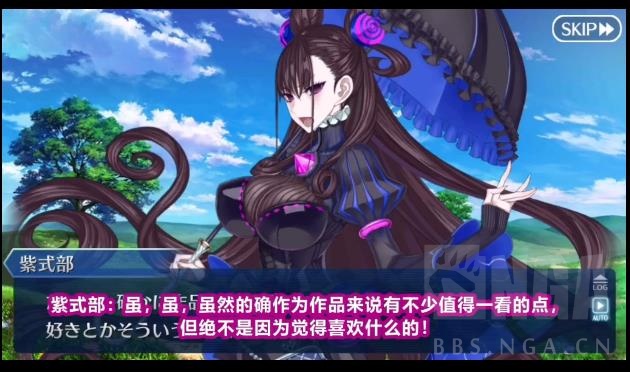 SKIP
紫式部
紫式部：虽，虽，虽然的确作为作品来说有不少值得一看的点，
好きとかそういう
但绝不是因为觉得喜欢什么的！
LOG
AUTO
NGA
BBS.NGA.CN